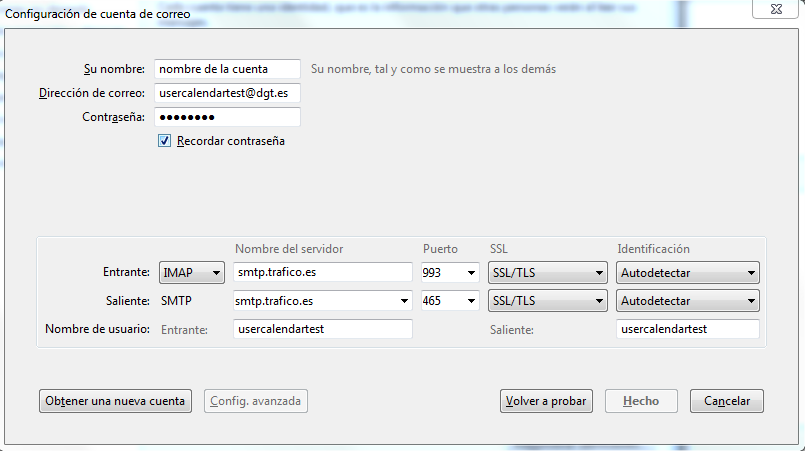 Configuración de cuenta de correo
Su nombre: nombre de la cuenta Su nombre, tal y como se muestra a los demás
Dirección de correo: usercalendartest@dgt.es
Contraseña: ●●●●●●●●
Recordar contraseña
Nombre del servidor Puerto SSL Identificación
Entrante: IMAP smtp.trafico.es 993 SSL/TLS Autodetectar
Saliente: SMTP smtp.trafico.es 465 SSL/TLS Autodetectar
Nombre de usuario: Entrante: usercalendartest Saliente: usercalendartest
Obtener una nueva cuenta Config. avanzada Volver a probar Hecho Cancelar